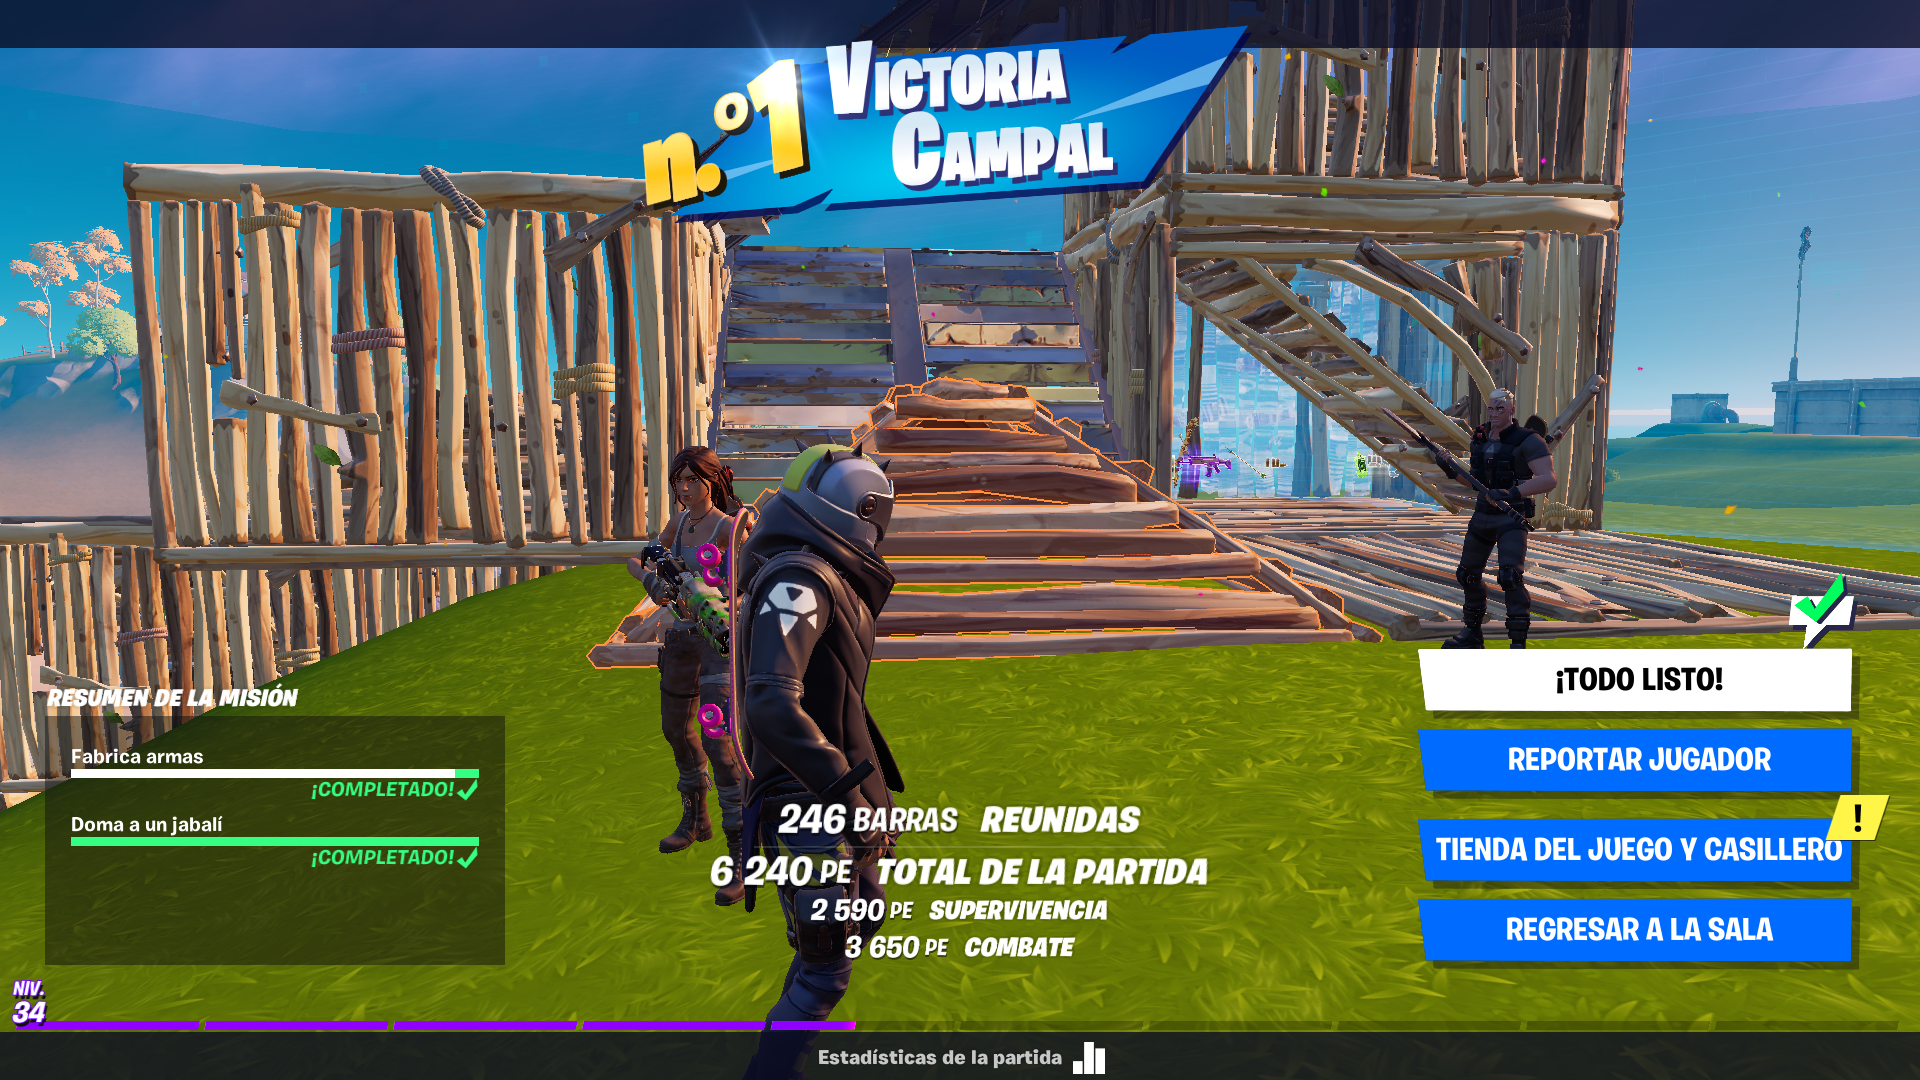 n.º1 VICTORIA
CAMPAL
RESUMEN DE LA MISIÓN
Fabrica armas
¡COMPLETADO!
Doma a un jabalí
¡COMPLETADO!
246 BARRAS REUNIDAS
6 240 PE TOTAL DE LA PARTIDA
2 590 PE SUPERVIVENCIA
3 650 PE COMBATE
¡TODO LISTO!
REPORTAR JUGADOR
!
TIENDA DEL JUEGO Y CASILLERO
REGRESAR A LA SALA
NIV.
34
Estadísticas de la partida